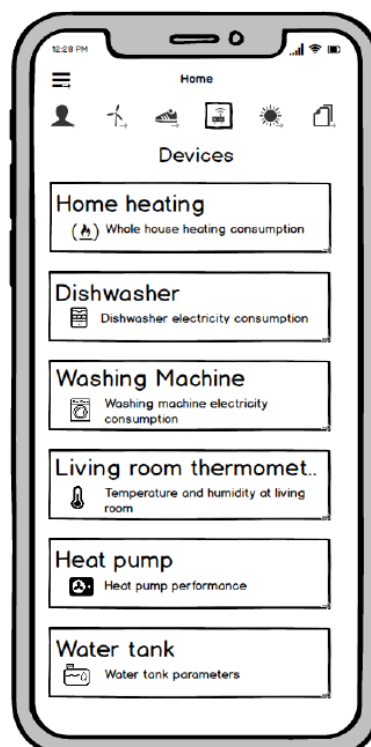 12:28 PM
Home
Devices
Home heating
Whole house heating consumption
Dishwasher
Dishwasher electricity consumption
Washing Machine
Washing machine electricity
consumption
Living room thermomet..
Temperature and humidity at living
room
Heat pump
Heat pump performance
Water tank
Water tank parameters